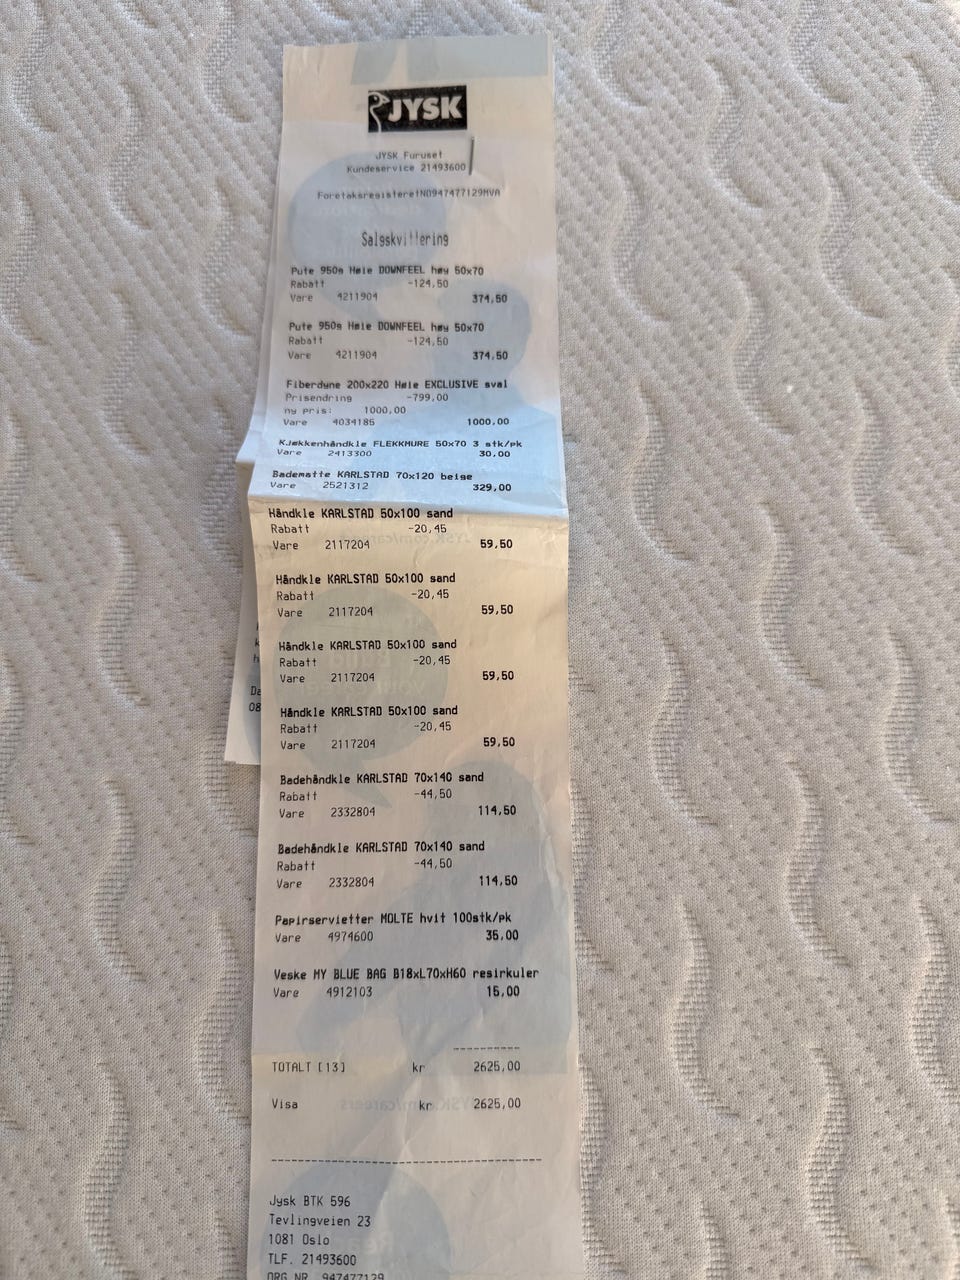 JYSK
JYSK Furuset
Kundeservice 21493600
ForetaksregisteretNO947477129MVA
Salgskvittering
Pute 950g Høie DOWNFEEL høy 50x70
Rabatt -124,50
Vare 4211904 374,50
Pute 950g Høie DOWNFEEL høy 50x70
Rabatt -124,50
Vare 4211904 374,50
Fiberdyne 200x220 Høie EXCLUSIVE sval
Prisendring -799,00
ny pris: 1000,00
Vare 4034185 1000,00
Kjøkkenhåndkle FLEKKMURE 50x70 3 stk/pk
Vare 2413300 30,00
Badematte KARLSTAD 70x120 beige
Vare 2521312 329,00
Håndkle KARLSTAD 50x100 sand
Rabatt -20,45
Vare 2117204 59,50
Håndkle KARLSTAD 50x100 sand
Rabatt -20,45
Vare 2117204 59,50
Håndkle KARLSTAD 50x100 sand
Rabatt -20,45
Vare 2117204 59,50
Håndkle KARLSTAD 50x100 sand
Rabatt -20,45
Vare 2117204 59,50
Badehåndkle KARLSTAD 70x140 sand
Rabatt -44,50
Vare 2332804 114,50
Badehåndkle KARLSTAD 70x140 sand
Rabatt -44,50
Vare 2332804 114,50
Papirservietter MOLTE hvit 100stk/pk
Vare 4974600 35,00
Veske MY BLUE BAG B18xL70xH60 resirkuler
Vare 4912103 15,00
TOTALT [13] kr 2625,00
Visa kr 2625,00
Jysk BTK 596
Tevlingveien 23
1081 Oslo
TLF. 21493600
ORG NR. 947477129